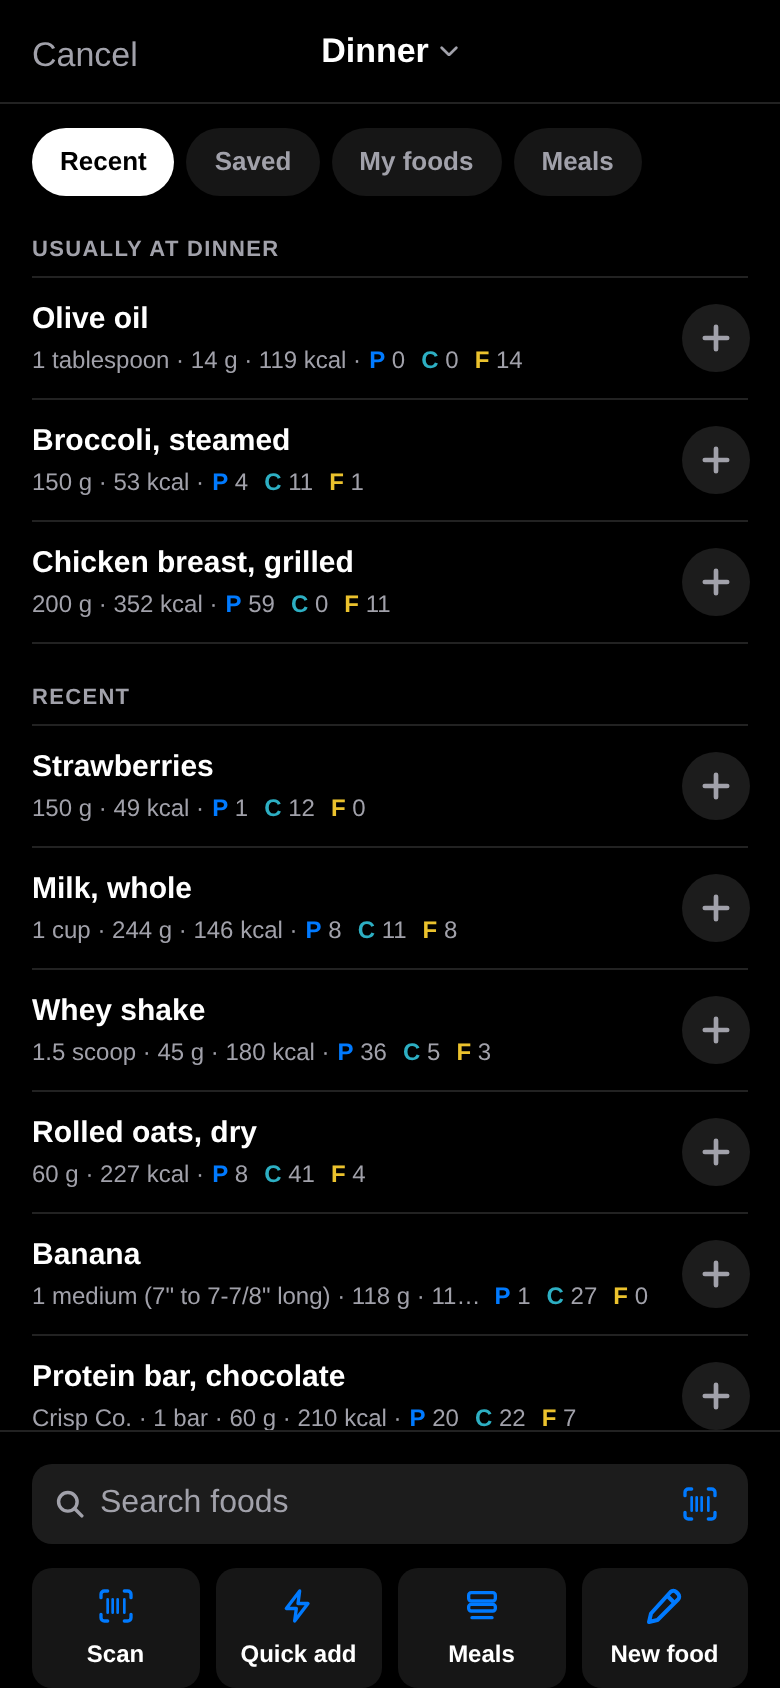 Cancel
Dinner
Recent
Saved
My foods
Meals
USUALLY AT DINNER
Olive oil
1 tablespoon · 14 g · 119 kcal · P 0 C 0 F 14
Broccoli, steamed
150 g · 53 kcal · P 4 C 11 F 1
Chicken breast, grilled
200 g · 352 kcal · P 59 C 0 F 11
RECENT
Strawberries
150 g · 49 kcal · P 1 C 12 F 0
Milk, whole
1 cup · 244 g · 146 kcal · P 8 C 11 F 8
Whey shake
1.5 scoop · 45 g · 180 kcal · P 36 C 5 F 3
Rolled oats, dry
60 g · 227 kcal · P 8 C 41 F 4
Banana
1 medium (7" to 7-7/8" long) · 118 g · 11… P 1 C 27 F 0
Protein bar, chocolate
Crisp Co. · 1 bar · 60 g · 210 kcal · P 20 C 22 F 7
Search foods
Scan
Quick add
Meals
New food